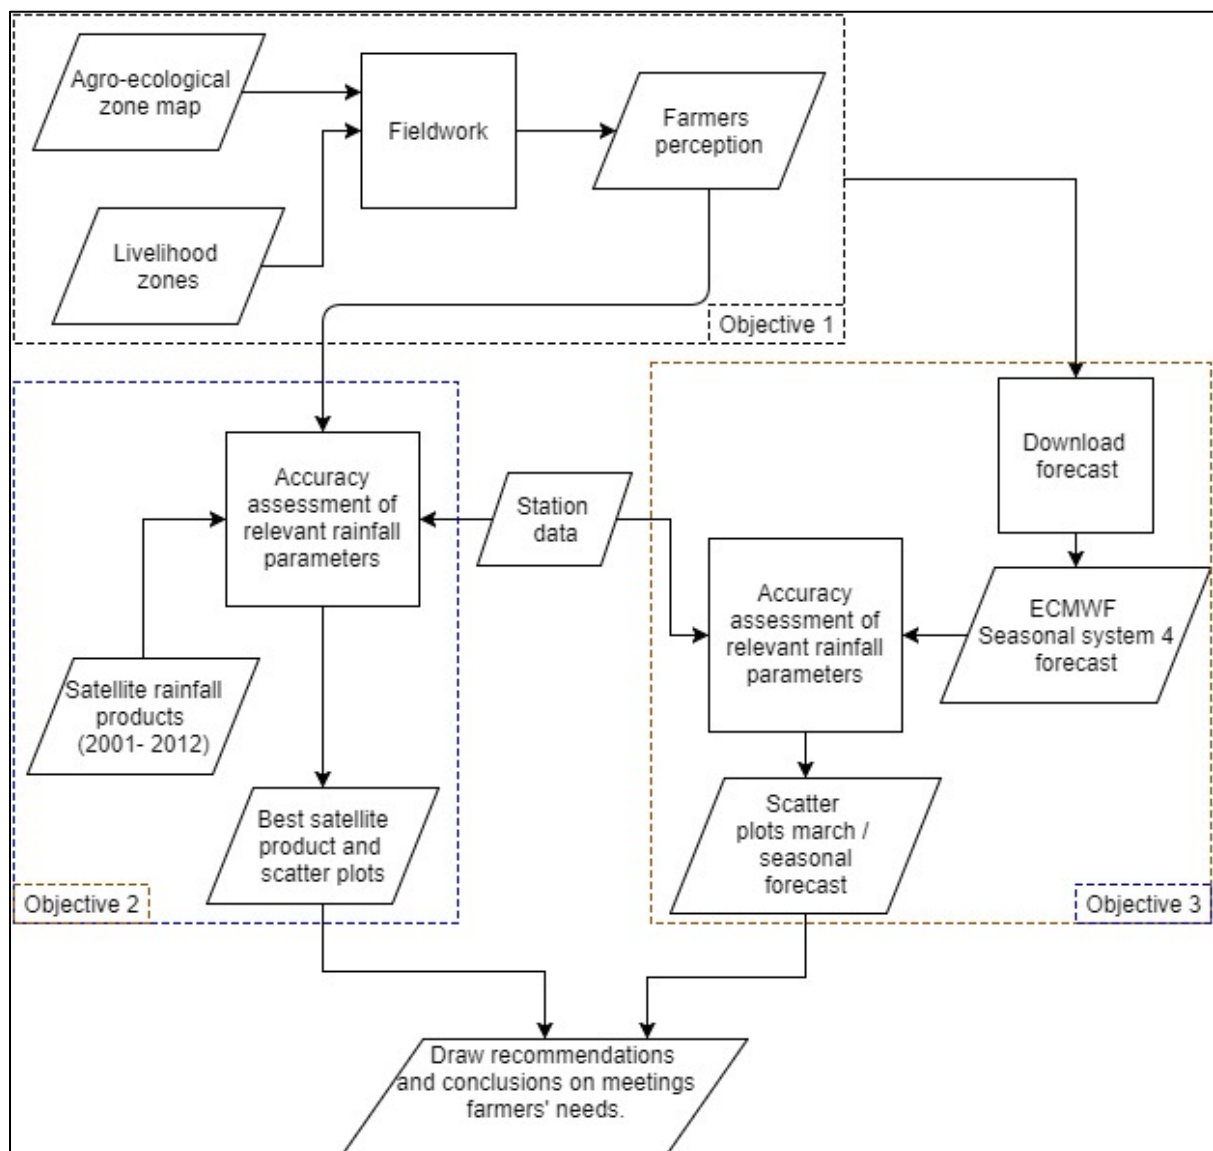 Agro-ecological
zone map
Fieldwork
Farmers
perception
Livelihood
zones
Objective 1
Download
forecast
Accuracy
assessment of
relevant rainfall
parameters
Station
data
Accuracy
assessment of
relevant rainfall
parameters
ECMWF
Seasonal system 4
forecast
Satellite rainfall
products
(2001- 2012)
Best satellite
product and
scatter plots
Scatter
plots march /
seasonal
forecast
Objective 2
Objective 3
Draw recommendations
and conclusions on meetings
farmers' needs.